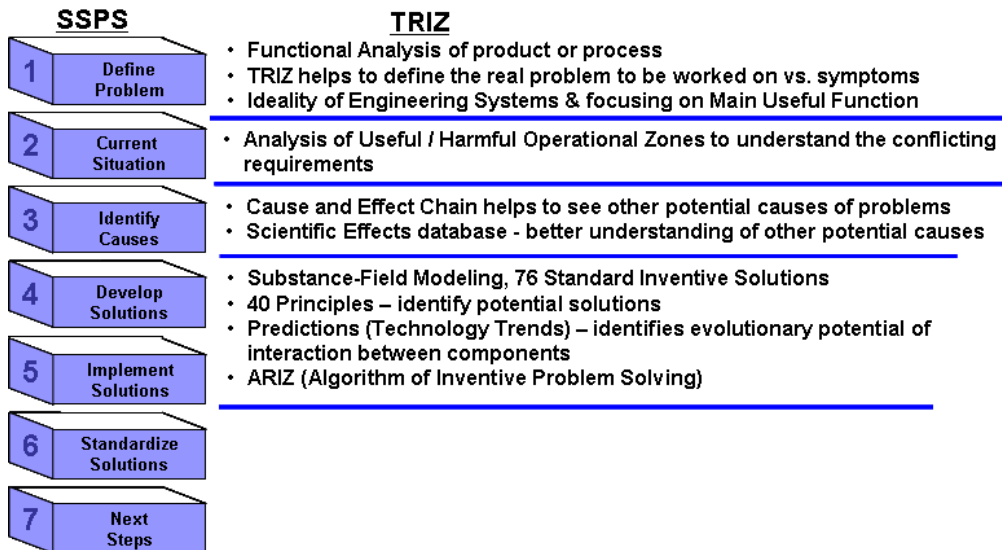 SSPS
TRIZ
1
Define
Problem
• Functional Analysis of product or process
• TRIZ helps to define the real problem to be worked on vs. symptoms
• Ideality of Engineering Systems & focusing on Main Useful Function
2
Current
Situation
• Analysis of Useful / Harmful Operational Zones to understand the conflicting
requirements
3
Identify
Causes
• Cause and Effect Chain helps to see other potential causes of problems
• Scientific Effects database - better understanding of other potential causes
4
Develop
Solutions
• Substance-Field Modeling, 76 Standard Inventive Solutions
• 40 Principles – identify potential solutions
• Predictions (Technology Trends) – identifies evolutionary potential of
interaction between components
• ARIZ (Algorithm of Inventive Problem Solving)
5
Implement
Solutions
6
Standardize
Solutions
7
Next
Steps